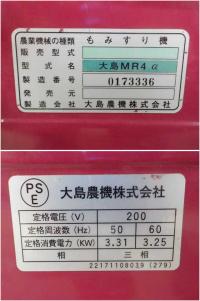 農業機械の種類 もみすり機
販売型式
型式名 大島MR4α
製造番号 0173336
発売元
製造会社 大島農機株式会社
PSE 大島農機株式会社
定格電圧(V) 200
定格周波数(Hz) 50 60
定格消費電力(KW) 3.31 3.25
相 三相
22171108039 (279)